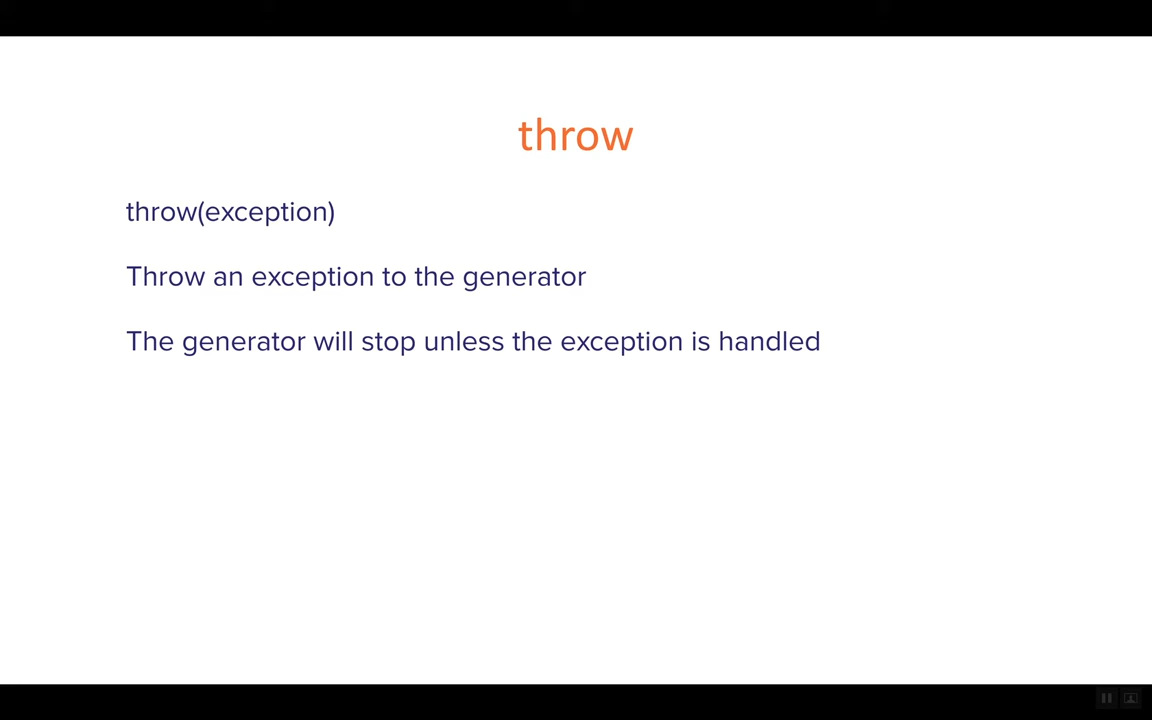 throw
throw(exception)
Throw an exception to the generator
The generator will stop unless the exception is handled